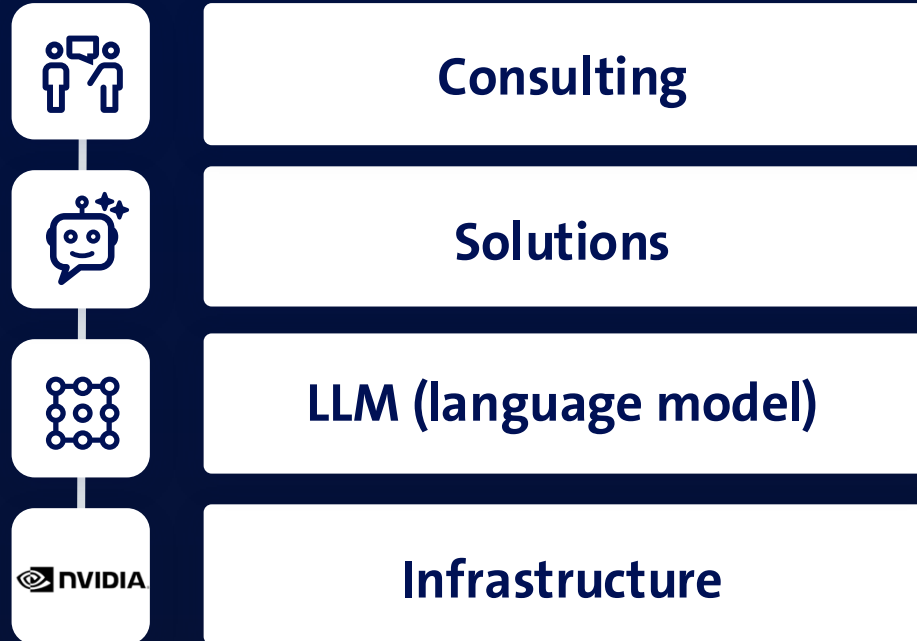 Consulting
Solutions
LLM (language model)
NVIDIA.
Infrastructure